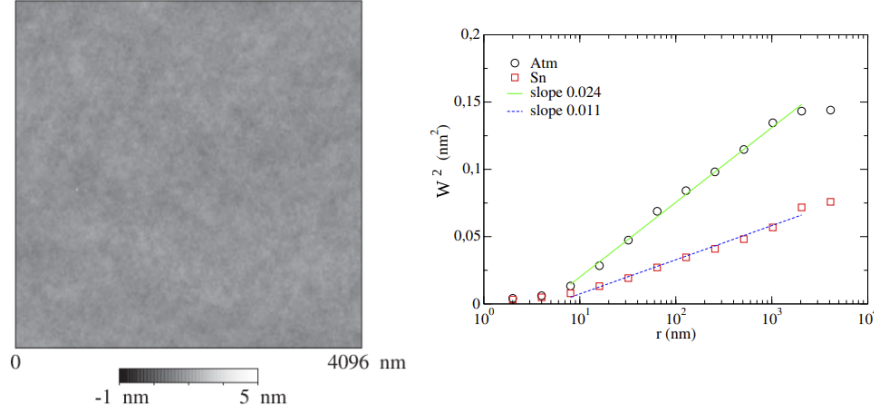 0 4096 nm
-1 nm 5 nm
0,2
0,15
0,1
0,05
0
W² (nm²)
Atm
Sn
slope 0.024
slope 0.011
10⁰ 10¹ 10² 10³ 10⁴
r (nm)